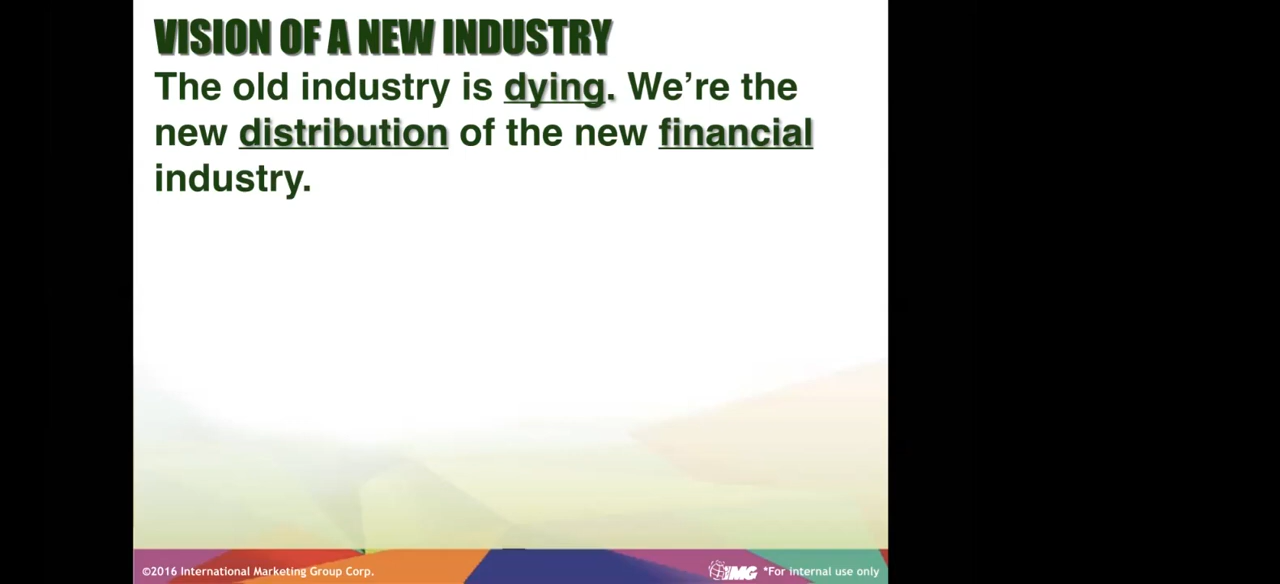 VISION OF A NEW INDUSTRY
The old industry is dying. We’re the
new distribution of the new financial
industry.
©2016 International Marketing Group Corp.
IMG *For internal use only